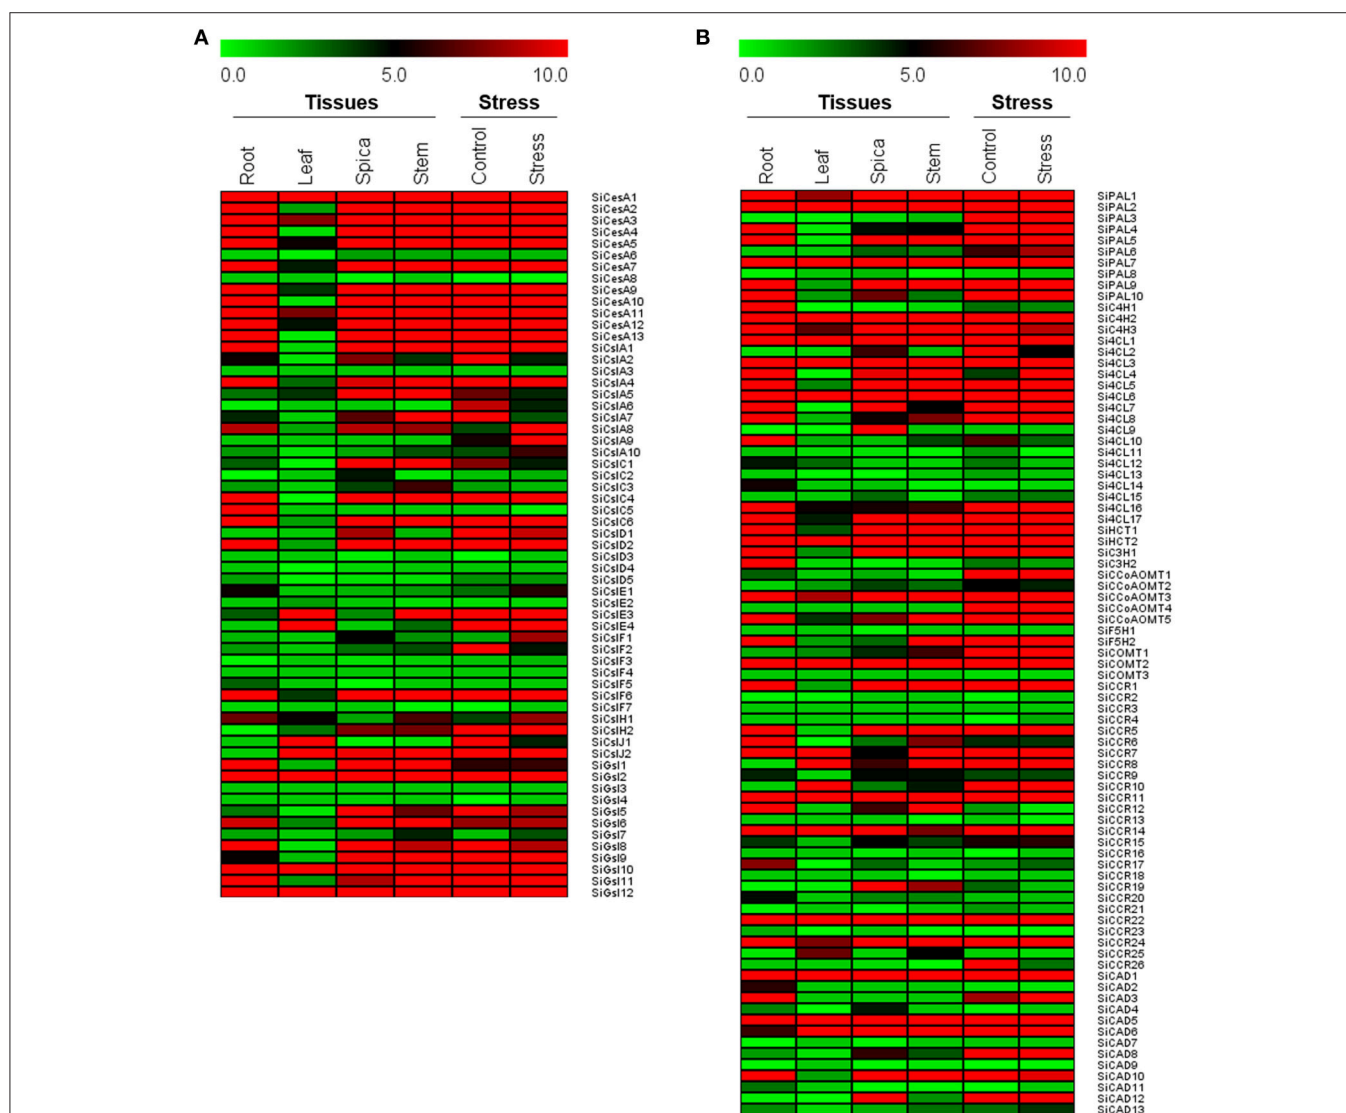 A
0.0 5.0 10.0
Tissues Stress
Root Leaf Spica Stem Control Stress
SiCesA1
SiCesA2
SiCesA3
SiCesA4
SiCesA5
SiCesA6
SiCesA7
SiCesA8
SiCesA9
SiCesA10
SiCesA11
SiCesA12
SiCesA13
SiCslA1
SiCslA2
SiCslA3
SiCslA4
SiCslA5
SiCslA6
SiCslA7
SiCslA8
SiCslA9
SiCslA10
SiCslC1
SiCslC2
SiCslC3
SiCslC4
SiCslC5
SiCslC6
SiCslD1
SiCslD2
SiCslD3
SiCslD4
SiCslD5
SiCslE1
SiCslE2
SiCslE3
SiCslE4
SiCslF1
SiCslF2
SiCslF3
SiCslF4
SiCslF5
SiCslF6
SiCslF7
SiCslH1
SiCslH2
SiCslJ1
SiCslJ2
SiGsl1
SiGsl2
SiGsl3
SiGsl4
SiGsl5
SiGsl6
SiGsl7
SiGsl8
SiGsl9
SiGsl10
SiGsl11
SiGsl12
B
0.0 5.0 10.0
Tissues Stress
Root Leaf Spica Stem Control Stress
SiPAL1
SiPAL2
SiPAL3
SiPAL4
SiPAL5
SiPAL6
SiPAL7
SiPAL8
SiPAL9
SiPAL10
SiC4H1
SiC4H2
SiC4H3
Si4CL1
Si4CL2
Si4CL3
Si4CL4
Si4CL5
Si4CL6
Si4CL7
Si4CL8
Si4CL9
Si4CL10
Si4CL11
Si4CL12
Si4CL13
Si4CL14
Si4CL15
Si4CL16
Si4CL17
SiHCT1
SiHCT2
SiC3H1
SiC3H2
SiCCoAOMT1
SiCCoAOMT2
SiCCoAOMT3
SiCCoAOMT4
SiCCoAOMT5
SiF5H1
SiF5H2
SiCOMT1
SiCOMT2
SiCOMT3
SiCCR1
SiCCR2
SiCCR3
SiCCR4
SiCCR5
SiCCR6
SiCCR7
SiCCR8
SiCCR9
SiCCR10
SiCCR11
SiCCR12
SiCCR13
SiCCR14
SiCCR15
SiCCR16
SiCCR17
SiCCR18
SiCCR19
SiCCR20
SiCCR21
SiCCR22
SiCCR23
SiCCR24
SiCCR25
SiCCR26
SiCAD1
SiCAD2
SiCAD3
SiCAD4
SiCAD5
SiCAD6
SiCAD7
SiCAD8
SiCAD9
SiCAD10
SiCAD11
SiCAD12
SiCAD13